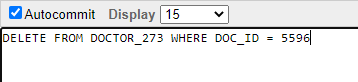 Autocommit Display 15
DELETE FROM DOCTOR_273 WHERE DOC_ID = 5596